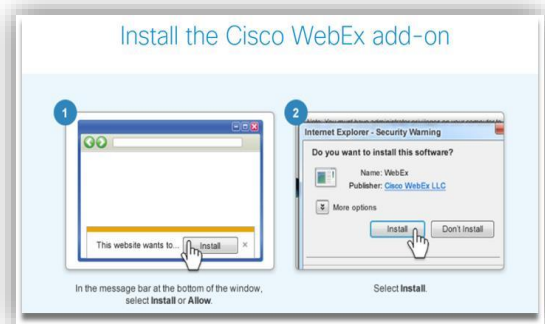 Install the Cisco WebEx add-on
1
This website wants to...
Install
×
In the message bar at the bottom of the window,
select Install or Allow.
2
Internet Explorer - Security Warning
Do you want to install this software?
Name: WebEx
Publisher: Cisco WebEx LLC
More options
Install
Don't Install
Select Install.